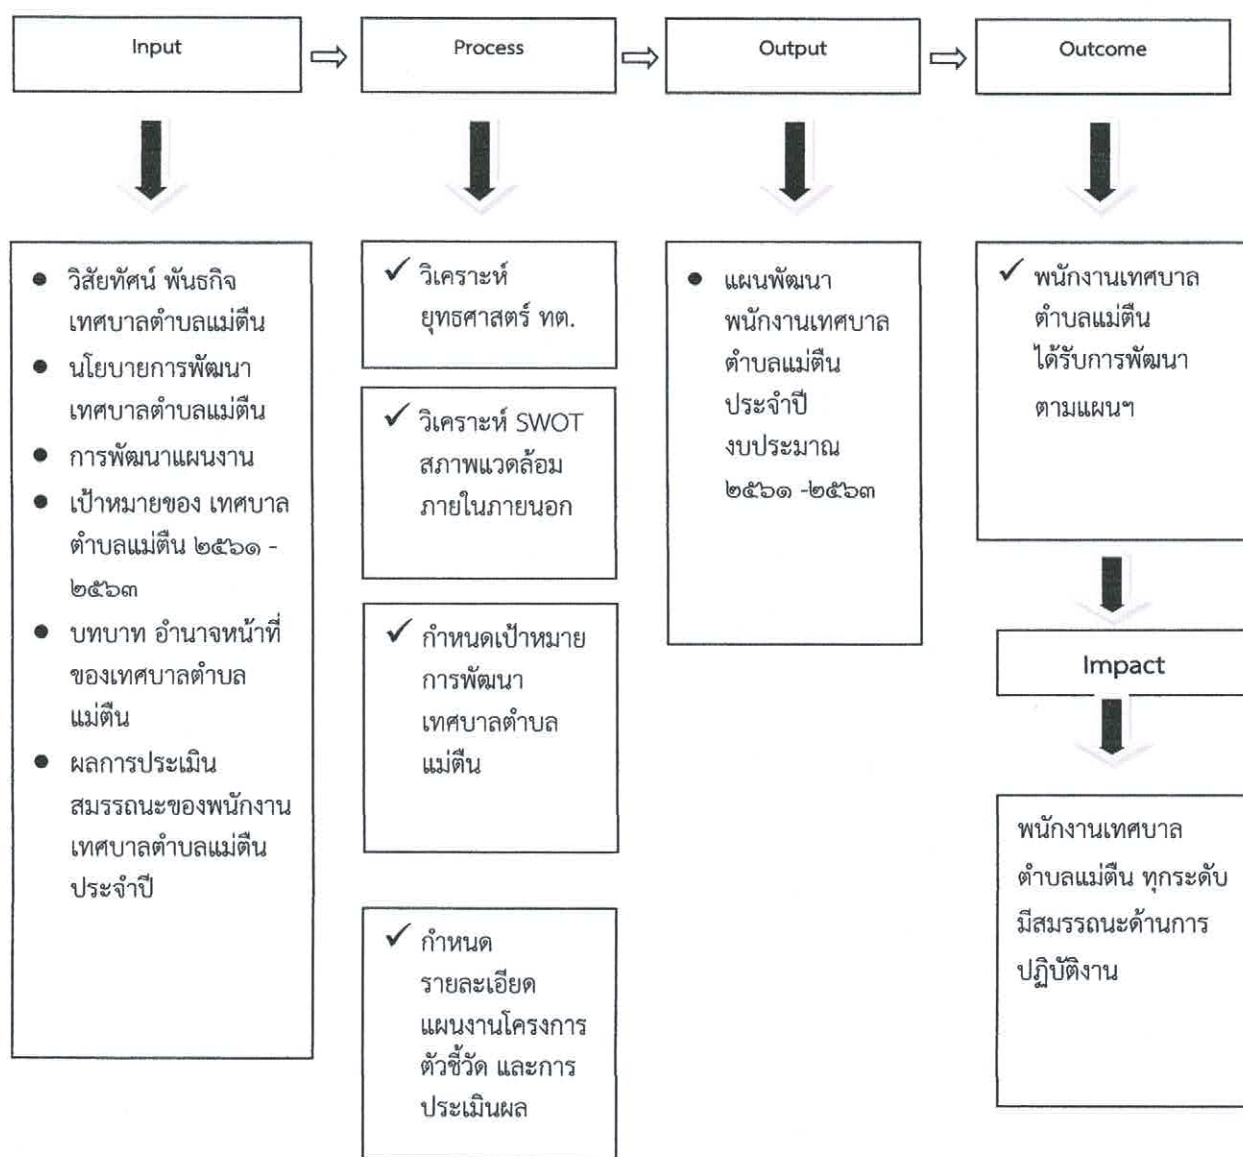 Input
Process
Output
Outcome
วิสัยทัศน์ พันธกิจ
เทศบาลตำบลแม่ตืน
นโยบายการพัฒนา
เทศบาลตำบลแม่ตืน
การพัฒนาแผนงาน
เป้าหมายของ เทศบาล
ตำบลแม่ตืน ๒๕๖๑ -
๒๕๖๓
บทบาท อำนาจหน้าที่
ของเทศบาลตำบล
แม่ตืน
ผลการประเมิน
สมรรถนะของพนักงาน
เทศบาลตำบลแม่ตืน
ประจำปี
วิเคราะห์
ยุทธศาสตร์ ทต.
วิเคราะห์ SWOT
สภาพแวดล้อม
ภายในภายนอก
กำหนดเป้าหมาย
การพัฒนา
เทศบาลตำบล
แม่ตืน
กำหนด
รายละเอียด
แผนงานโครงการ
ตัวชี้วัด และการ
ประเมินผล
แผนพัฒนา
พนักงานเทศบาล
ตำบลแม่ตืน
ประจำปี
งบประมาณ
๒๕๖๑ -๒๕๖๓
พนักงานเทศบาล
ตำบลแม่ตืน
ได้รับการพัฒนา
ตามแผนฯ
Impact
พนักงานเทศบาล
ตำบลแม่ตืน ทุกระดับ
มีสมรรถนะด้านการ
ปฏิบัติงาน